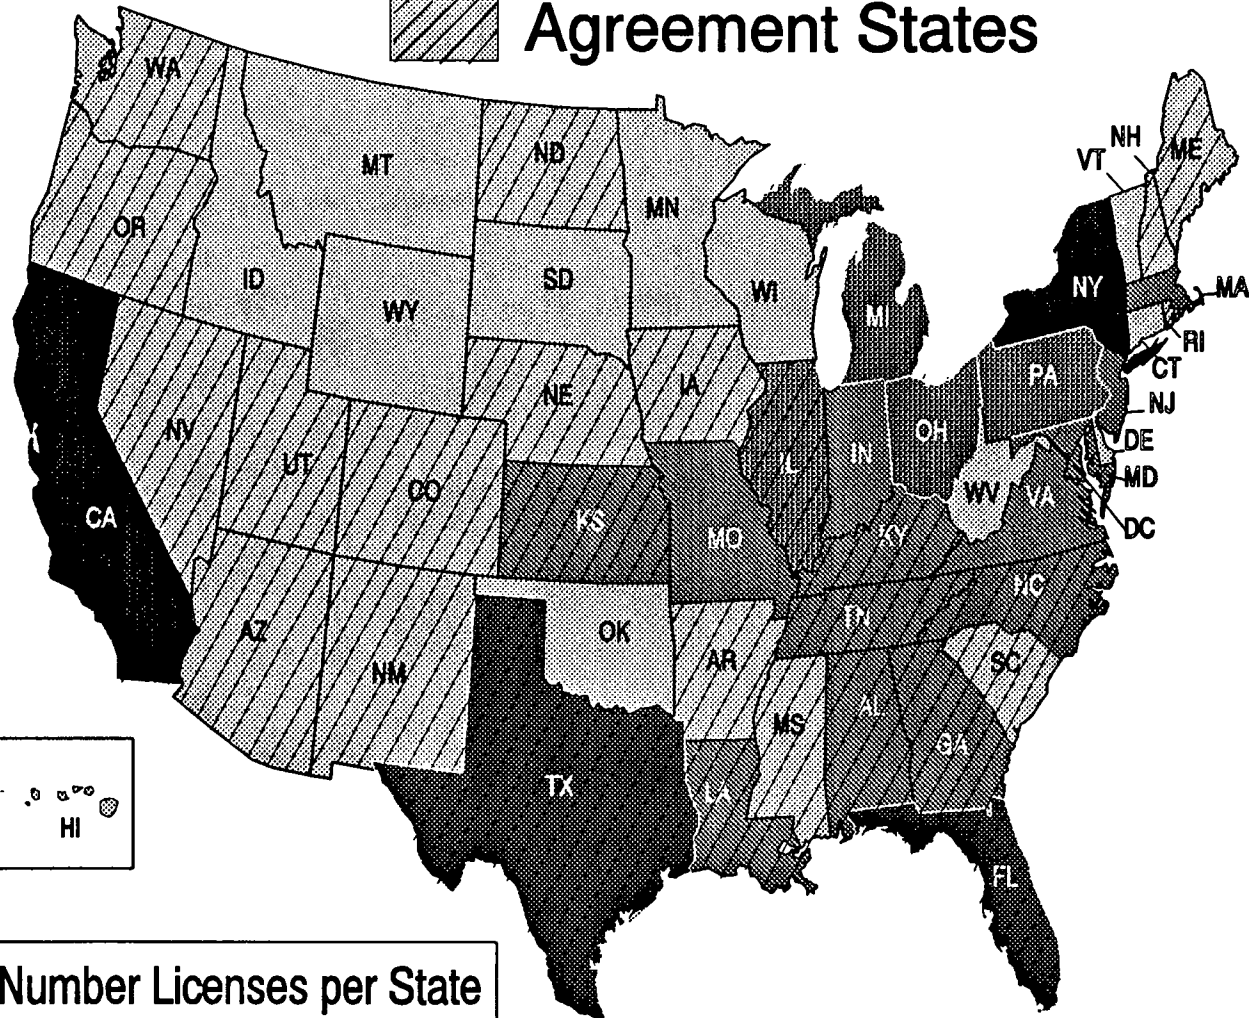 Agreement States
WA
MT
ND
MN
VT
NH
ME
OR
ID
WY
SD
WI
MI
NY
MA
RI
CT
NV
UT
CO
NE
IA
IL
IN
OH
PA
NJ
DE
MD
DC
CA
KS
MO
KY
WV
VA
AZ
NM
OK
AR
TN
NC
SC
TX
LA
MS
AL
GA
FL
HI
Number Licenses per State